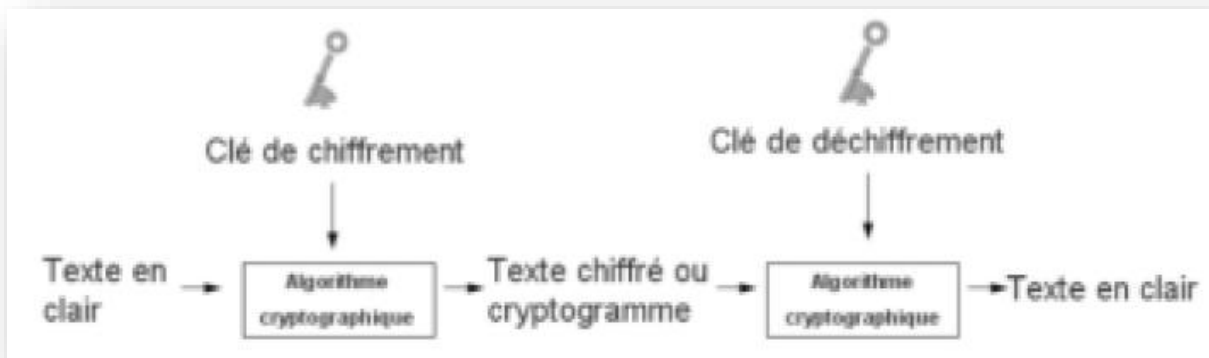 Clé de chiffrement
Clé de déchiffrement
Texte en
clair
Algorithme
cryptographique
Texte chiffré ou
cryptogramme
Algorithme
cryptographique
Texte en clair